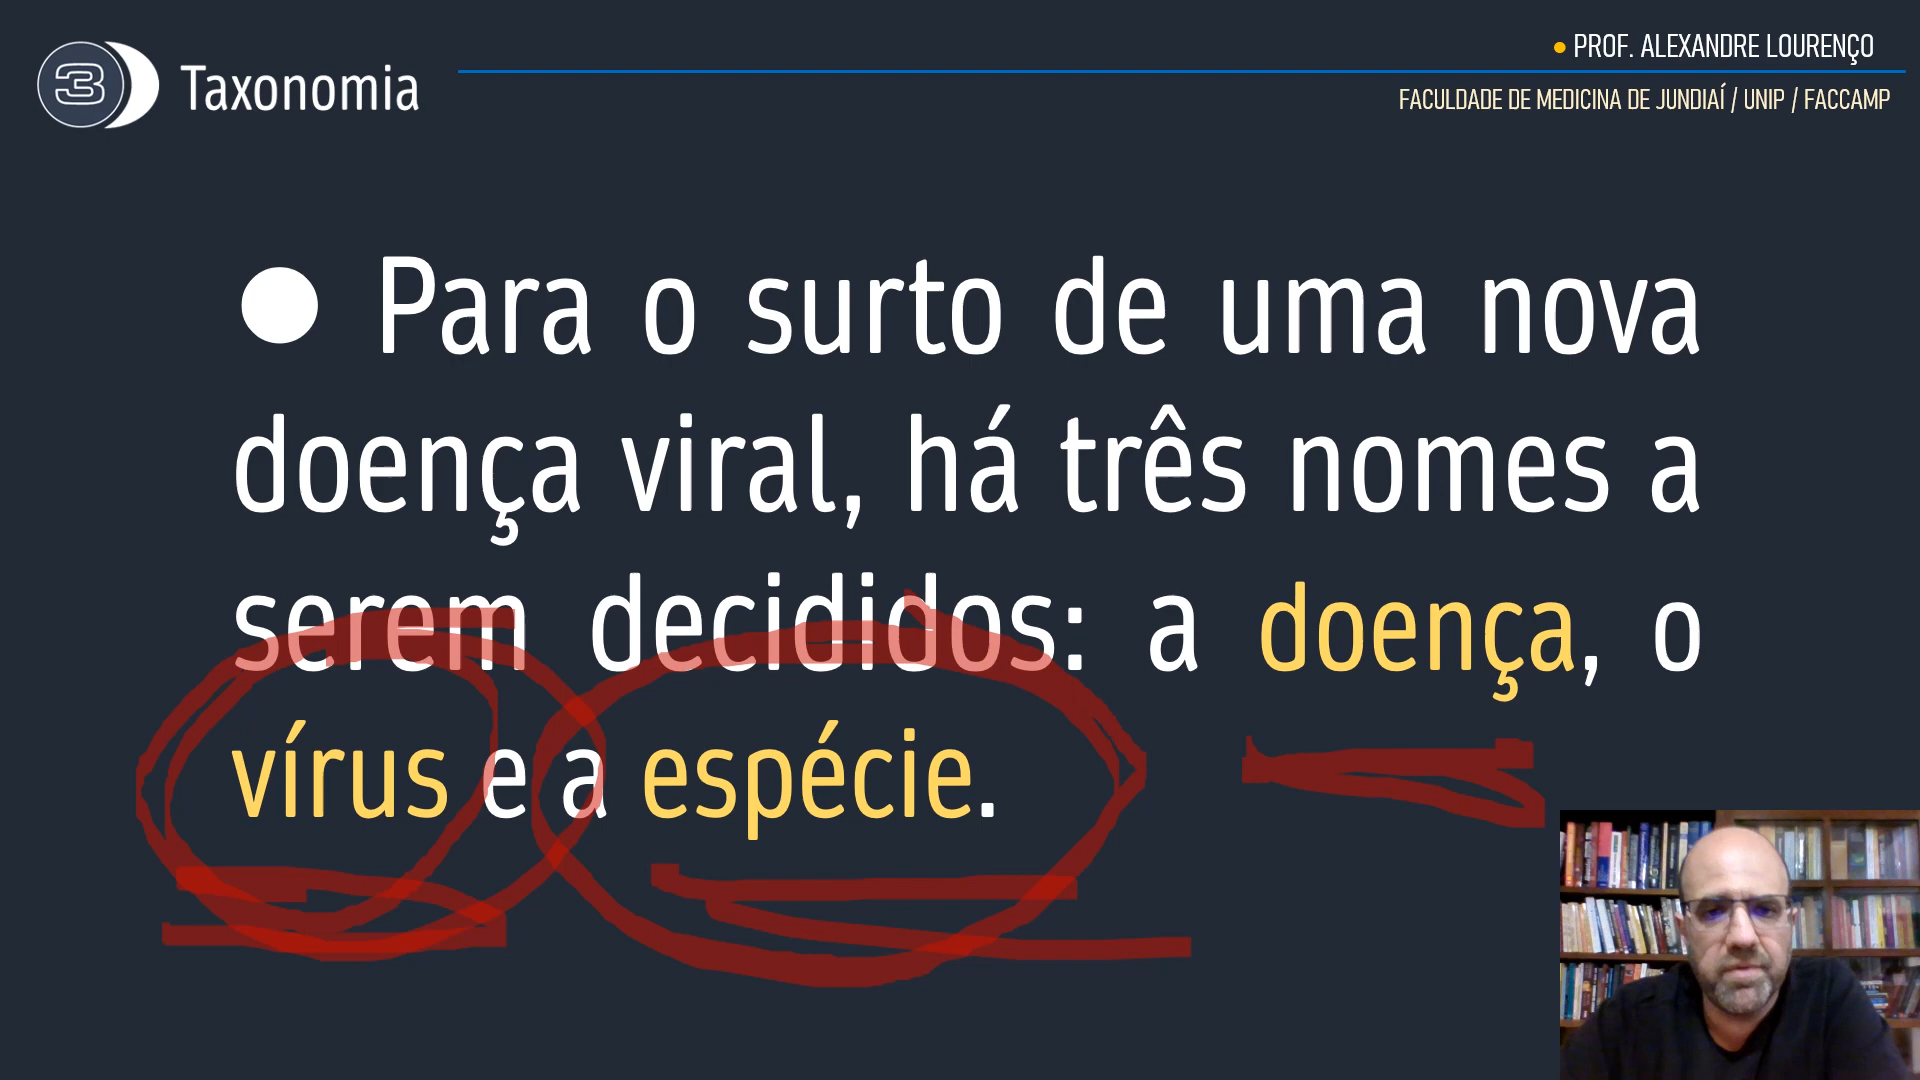 3 Taxonomia
• PROF. ALEXANDRE LOURENÇO
FACULDADE DE MEDICINA DE JUNDIAÍ / UNIP / FACCAMP
● Para o surto de uma nova
doença viral, há três nomes a
serem decididos: a doença, o
vírus e a espécie.